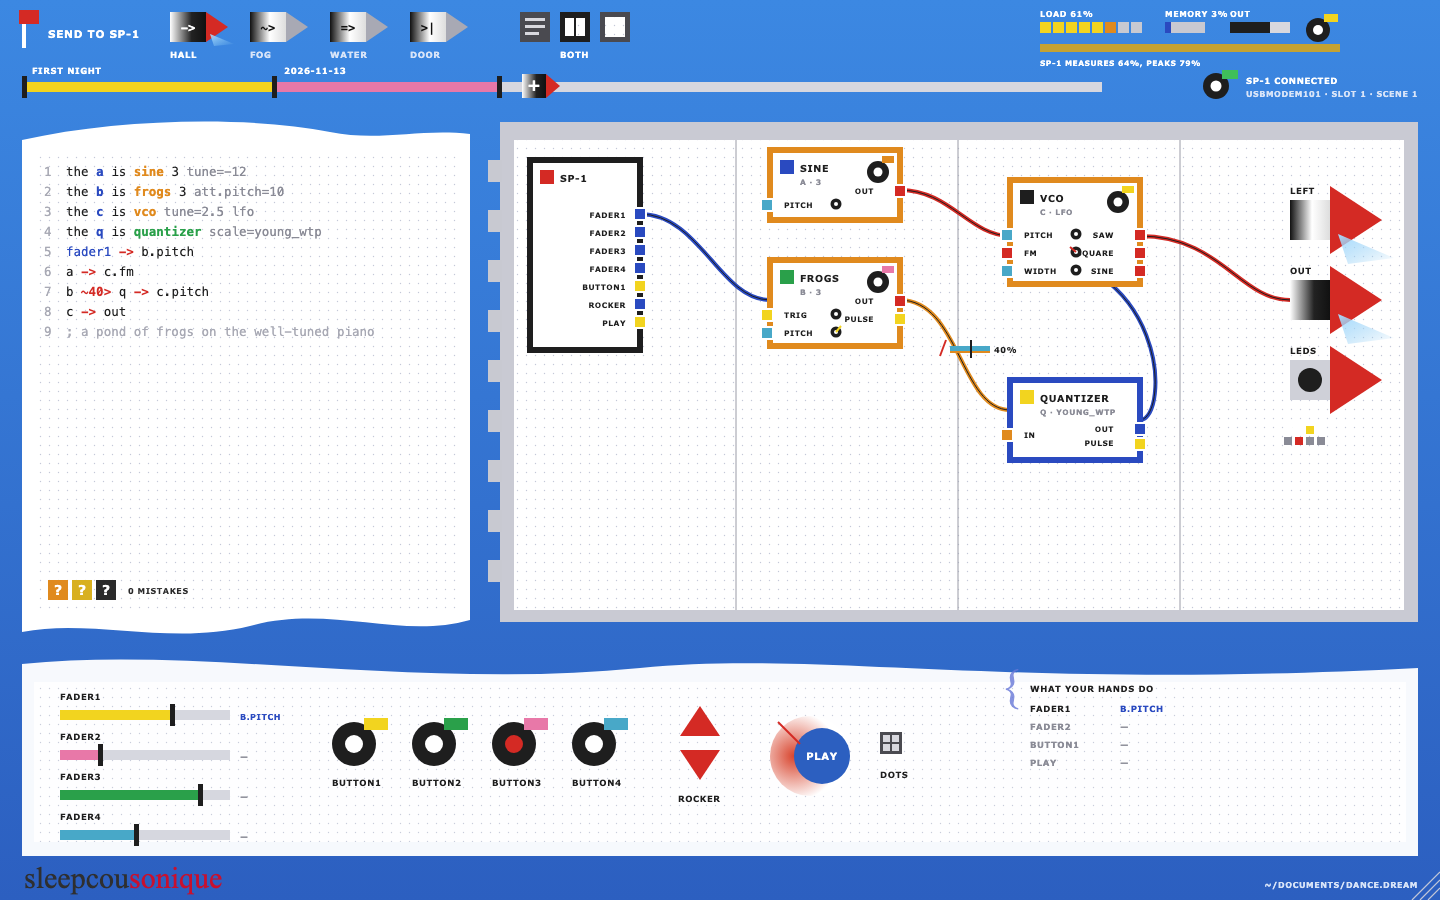 SEND TO SP-1
-> ~> => >|
HALL FOG WATER DOOR
BOTH
LOAD 61% MEMORY 3% OUT
SP-1 MEASURES 64%, PEAKS 79%
FIRST NIGHT 2026-11-13
+
SP-1 CONNECTED
USBMODEM101 · SLOT 1 · SCENE 1
1 the a is sine 3 tune=-12
2 the b is frogs 3 att.pitch=10
3 the c is vco tune=2.5 lfo
4 the q is quantizer scale=young_wtp
5 fader1 -> b.pitch
6 a -> c.fm
7 b ~40> q -> c.pitch
8 c -> out
9 ; a pond of frogs on the well-tuned piano
? ? ? 0 MISTAKES
SP-1
FADER1
FADER2
FADER3
FADER4
BUTTON1
ROCKER
PLAY
SINE
A · 3
OUT
PITCH
FROGS
B · 3
OUT
TRIG
PULSE
PITCH
40%
VCO
C · LFO
PITCH SAW
FM QUARE
WIDTH SINE
QUANTIZER
Q · YOUNG_WTP
OUT
IN
PULSE
LEFT
OUT
LEDS
FADER1
B.PITCH
FADER2
–
FADER3
–
FADER4
–
BUTTON1 BUTTON2 BUTTON3 BUTTON4
ROCKER
PLAY
DOTS
{ WHAT YOUR HANDS DO
FADER1 B.PITCH
FADER2 –
BUTTON1 –
PLAY –
sleepcousonique
~/DOCUMENTS/DANCE.DREAM